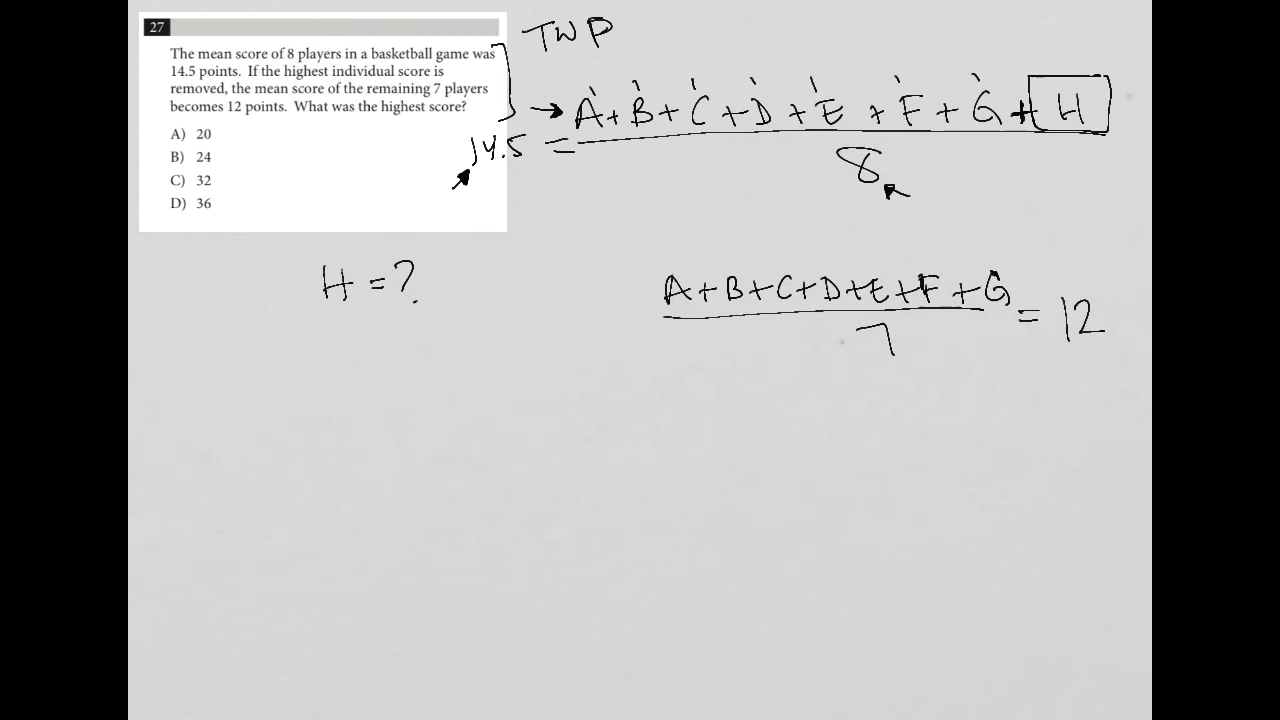 27
The mean score of 8 players in a basketball game was
14.5 points. If the highest individual score is
removed, the mean score of the remaining 7 players
becomes 12 points. What was the highest score?
A) 20
B) 24
C) 32
D) 36
TWP
A+B+C+D+E+F+G+H
14.5 =
8
H = ?
A+B+C+D+E+F+G
7
= 12